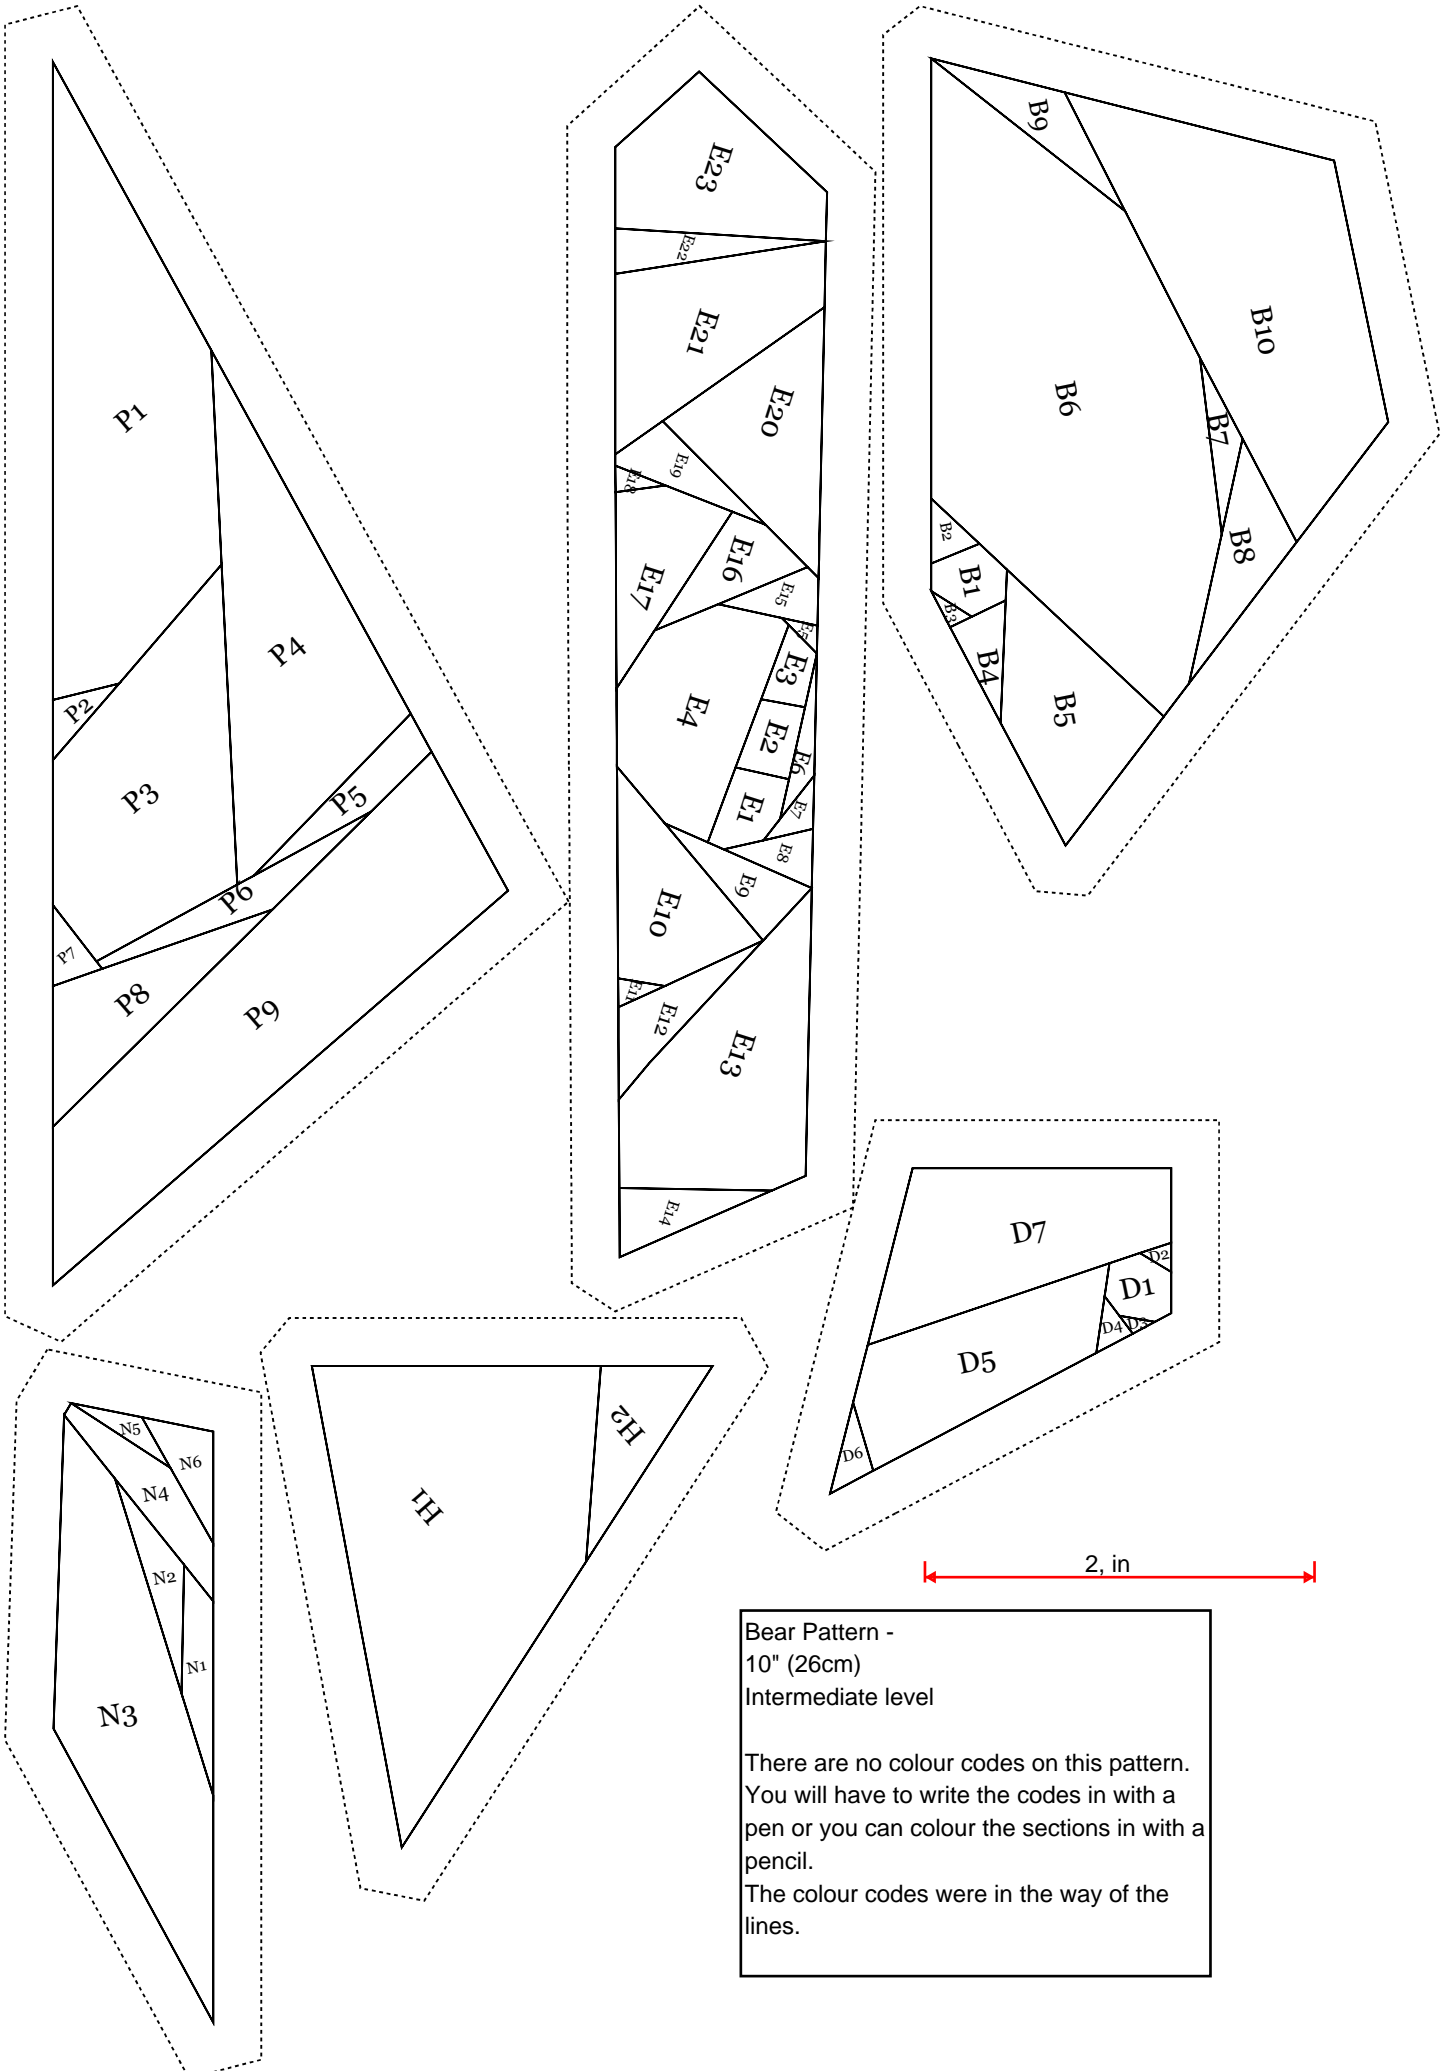 P1
P2
P3
P4
P5
P6
P7
P8
P9
E23
E22
E21
E20
E19
E18
E17
E16
E15
E5
E3
E4
E2
E6
E1
E7
E8
E9
E10
E11
E12
E13
E14
B9
B10
B6
B7
B8
B2
B1
B3
B4
B5
D7
D2
D1
D4
D3
D5
D6
N5
N6
N4
N2
N1
N3
H2
H1
2, in
Bear Pattern -
10" (26cm)
Intermediate level
There are no colour codes on this pattern.
You will have to write the codes in with a
pen or you can colour the sections in with a
pencil.
The colour codes were in the way of the
lines.